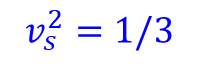 $v_s^2 = 1/3$